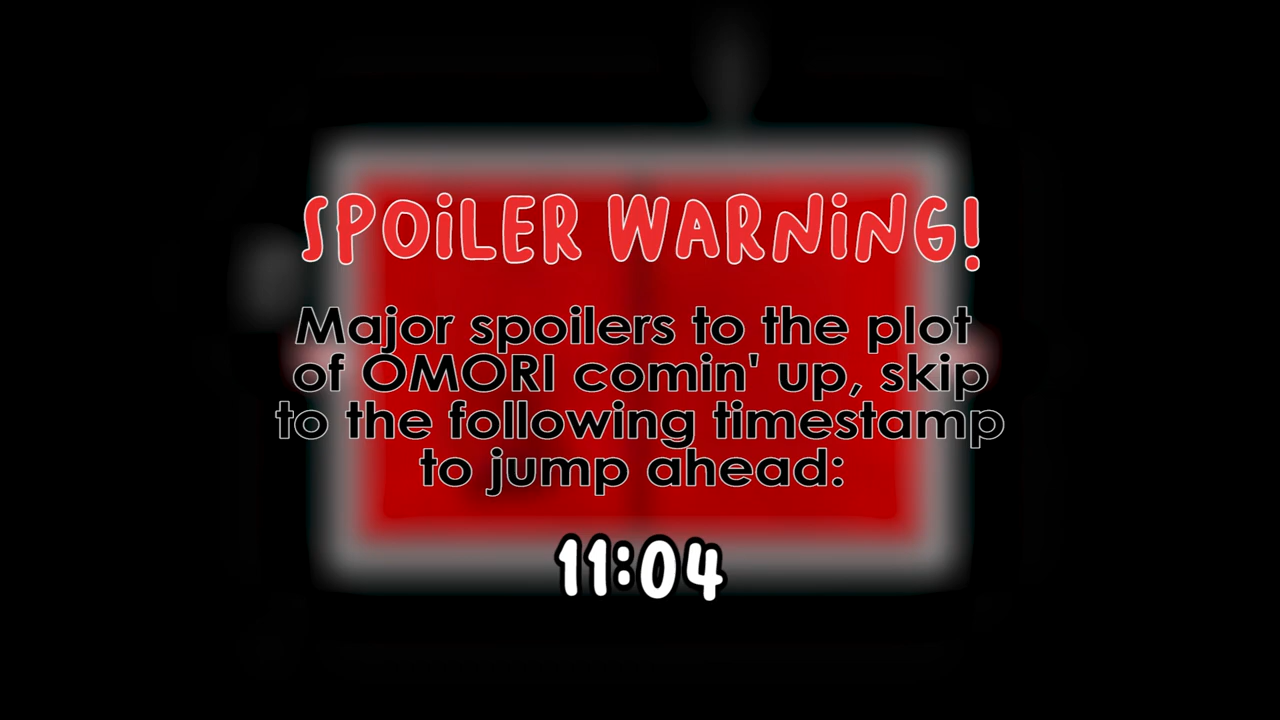 SPOiLER WARNiNG!
Major spoilers to the plot
of OMORI comin' up, skip
to the following timestamp
to jump ahead:
11:04